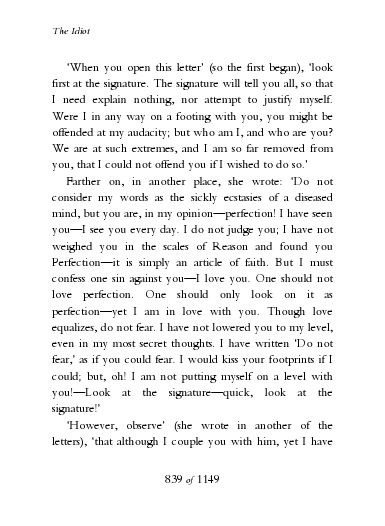 The Idiot
'When you open this letter' (so the first began), 'look
first at the signature. The signature will tell you all, so that
I need explain nothing, nor attempt to justify myself.
Were I in any way on a footing with you, you might be
offended at my audacity; but who am I, and who are you?
We are at such extremes, and I am so far removed from
you, that I could not offend you if I wished to do so.'
Farther on, in another place, she wrote: 'Do not
consider my words as the sickly ecstasies of a diseased
mind, but you are, in my opinion—perfection! I have seen
you—I see you every day. I do not judge you; I have not
weighed you in the scales of Reason and found you
Perfection—it is simply an article of faith. But I must
confess one sin against you—I love you. One should not
love perfection. One should only look on it as
perfection—yet I am in love with you. Though love
equalizes, do not fear. I have not lowered you to my level,
even in my most secret thoughts. I have written 'Do not
fear,' as if you could fear. I would kiss your footprints if I
could; but, oh! I am not putting myself on a level with
you!—Look at the signature—quick, look at the
signature!'
'However, observe' (she wrote in another of the
letters), 'that although I couple you with him, yet I have
839 of 1149